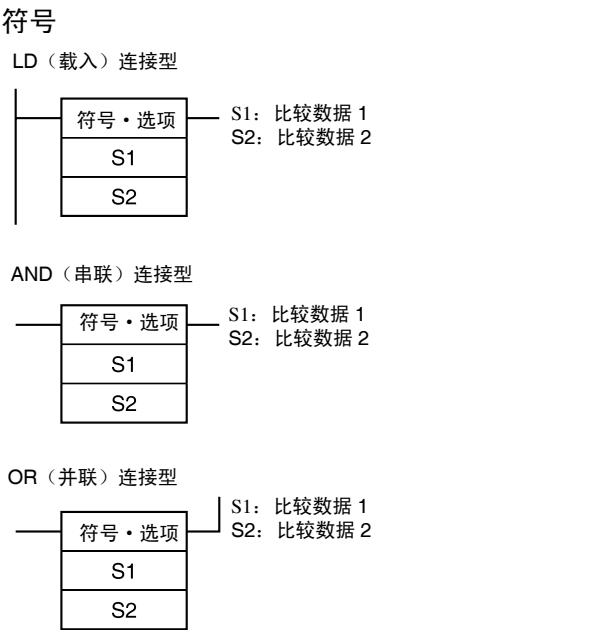 符号
LD（载入）连接型
符号・选项
S1
S2
S1：比较数据 1
S2：比较数据 2
AND（串联）连接型
符号・选项
S1
S2
S1：比较数据 1
S2：比较数据 2
OR（并联）连接型
符号・选项
S1
S2
S1：比较数据 1
S2：比较数据 2